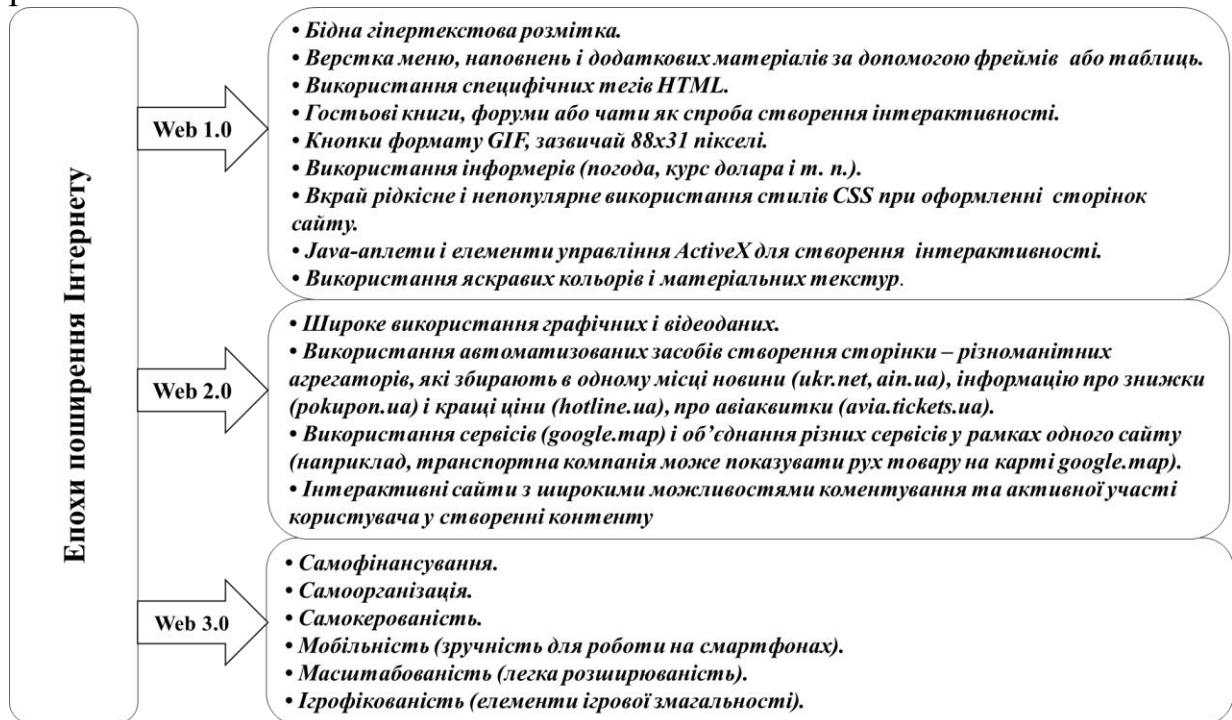 Епохи поширення Інтернету
Web 1.0
• Бідна гіпертекстова розмітка.
• Верстка меню, наповнень і додаткових матеріалів за допомогою фреймів або таблиць.
• Використання специфічних тегів HTML.
• Гостьові книги, форуми або чати як спроба створення інтерактивності.
• Кнопки формату GIF, зазвичай 88x31 пікселі.
• Використання інформерів (погода, курс долара і т. п.).
• Вкрай рідкісне і непопулярне використання стилів CSS при оформленні сторінок
сайту.
• Java-аплети і елементи управління ActiveX для створення інтерактивності.
• Використання яскравих кольорів і матеріальних текстур.
Web 2.0
• Широке використання графічних і відеоданих.
• Використання автоматизованих засобів створення сторінки – різноманітних
агрегаторів, які збирають в одному місці новини (ukr.net, ain.ua), інформацію про знижки
(pokupon.ua) і кращі ціни (hotline.ua), про авіаквитки (avia.tickets.ua).
• Використання сервісів (google.map) і об’єднання різних сервісів у рамках одного сайту
(наприклад, транспортна компанія може показувати рух товару на карті google.map).
• Інтерактивні сайти з широкими можливостями коментування та активної участі
користувача у створенні контенту
Web 3.0
• Самофінансування.
• Самоорганізація.
• Самокерованість.
• Мобільність (зручність для роботи на смартфонах).
• Масштабованість (легка розширюваність).
• Ігрофікованість (елементи ігрової змагальності).